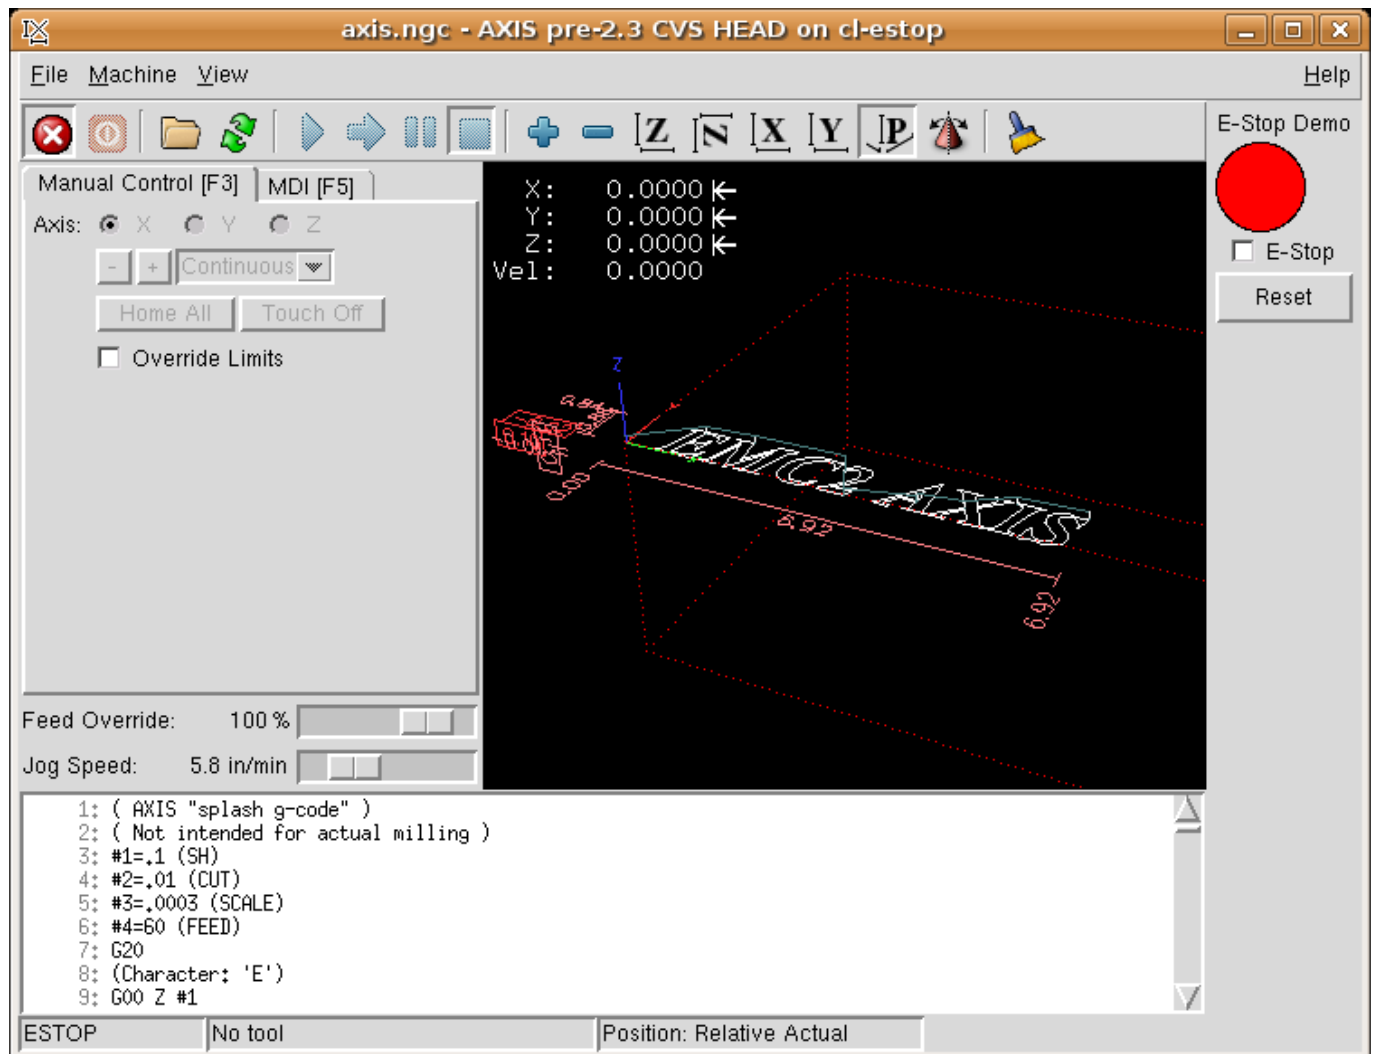 axis.ngc - AXIS pre-2.3 CVS HEAD on cl-estop
File Machine View Help
Z N X Y P
E-Stop Demo
E-Stop
Reset
Manual Control [F3] MDI [F5]
Axis: X Y Z
- + Continuous
Home All Touch Off
Override Limits
X: 0.0000
Y: 0.0000
Z: 0.0000
Vel: 0.0000
Z
EMC2 AXIS
0.00
6.92
6.92
Feed Override: 100 %
Jog Speed: 5.8 in/min
1: ( AXIS "splash g-code" )
2: ( Not intended for actual milling )
3: #1=.1 (SH)
4: #2=.01 (CUT)
5: #3=.0003 (SCALE)
6: #4=60 (FEED)
7: G20
8: (Character: 'E')
9: G00 Z #1
ESTOP No tool Position: Relative Actual